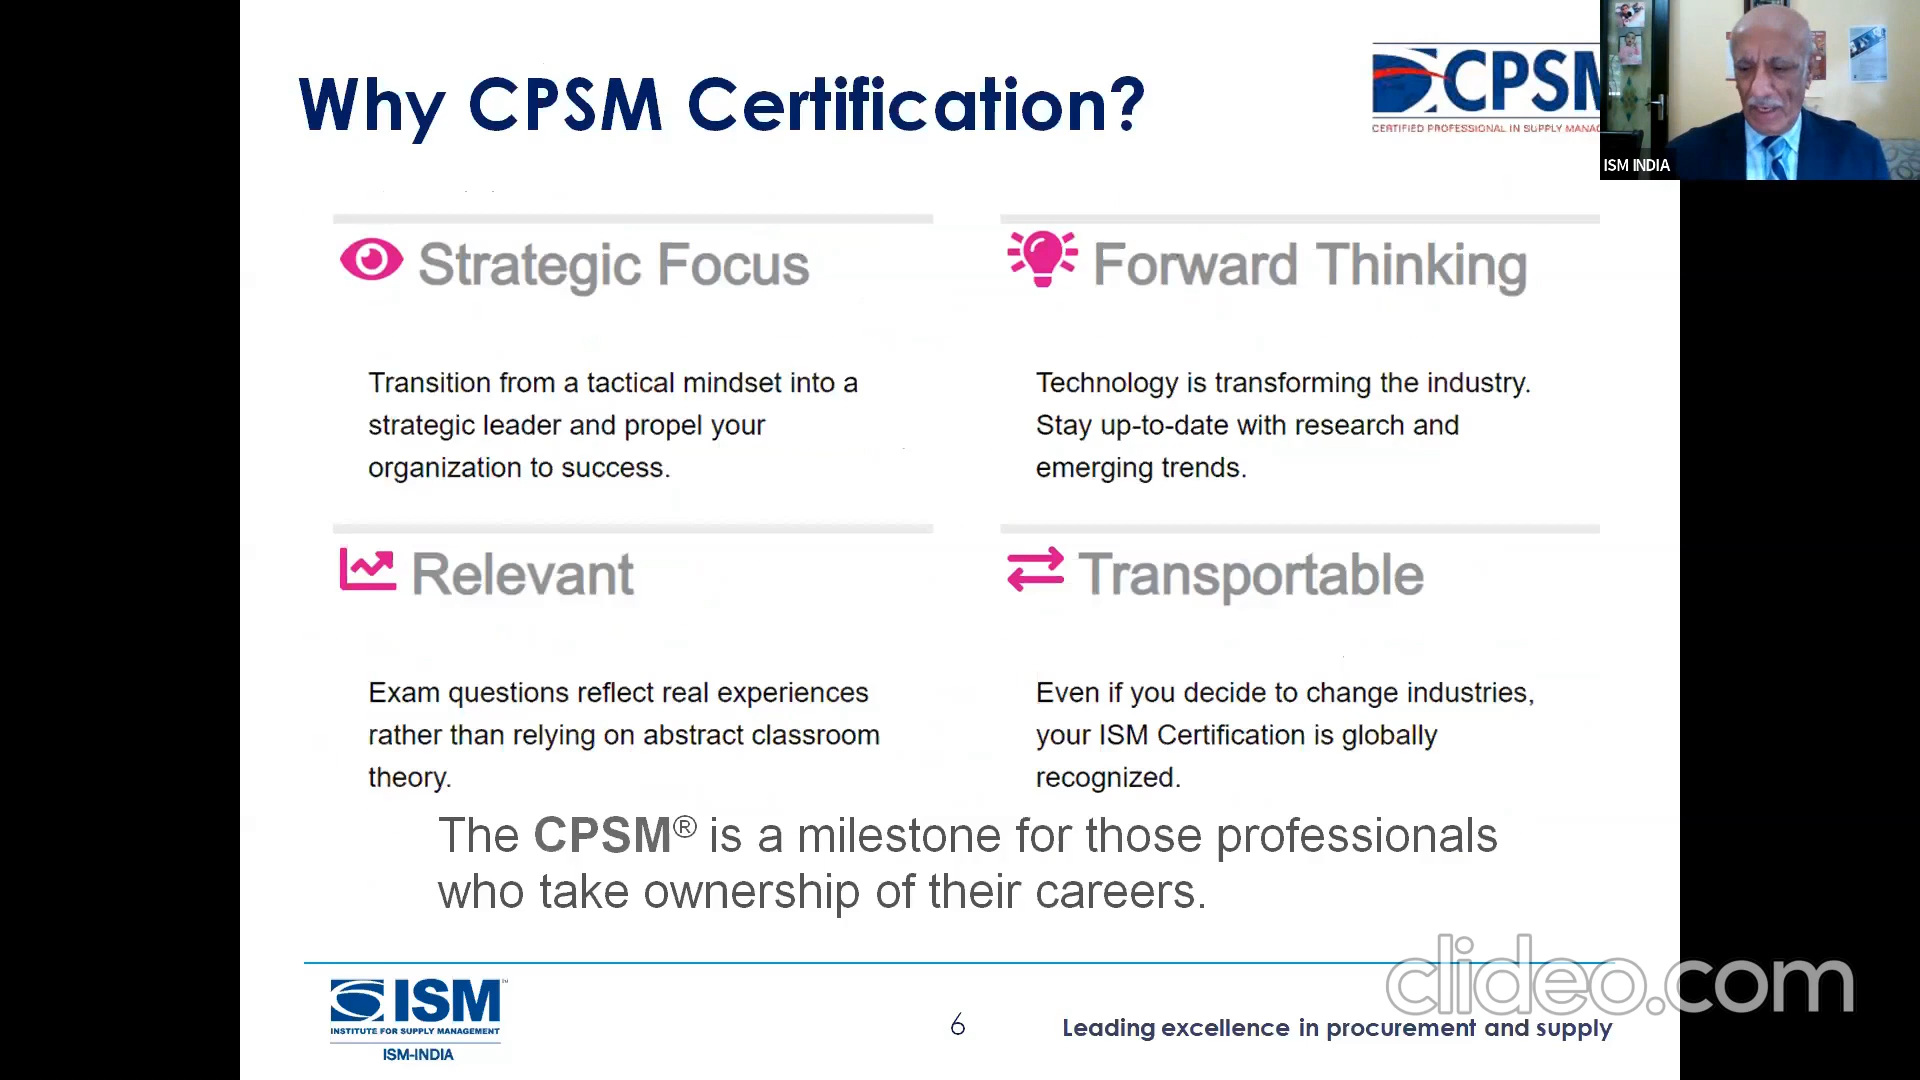 Why CPSM Certification?
CPSM
CERTIFIED PROFESSIONAL IN SUPPLY
ISM INDIA
Strategic Focus
Transition from a tactical mindset into a
strategic leader and propel your
organization to success.
Forward Thinking
Technology is transforming the industry.
Stay up-to-date with research and
emerging trends.
Relevant
Exam questions reflect real experiences
rather than relying on abstract classroom
theory.
Transportable
Even if you decide to change industries,
your ISM Certification is globally
recognized.
The CPSM® is a milestone for those professionals
who take ownership of their careers.
ISM™
INSTITUTE FOR SUPPLY MANAGEMENT
ISM-INDIA
6
Leading excellence in procurement and supply
clideo.com